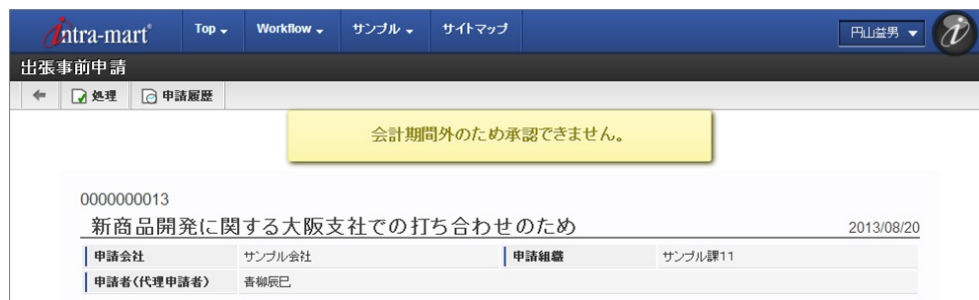 intra-mart® Top Workflow サンプル サイトマップ 円山益男
出張事前申請
処理 申請履歴
会計期間外のため承認できません。
0000000013
新商品開発に関する大阪支社での打ち合わせのため 2013/08/20
申請会社 サンプル会社 申請組織 サンプル課11
申請者(代理申請者) 青柳辰巳